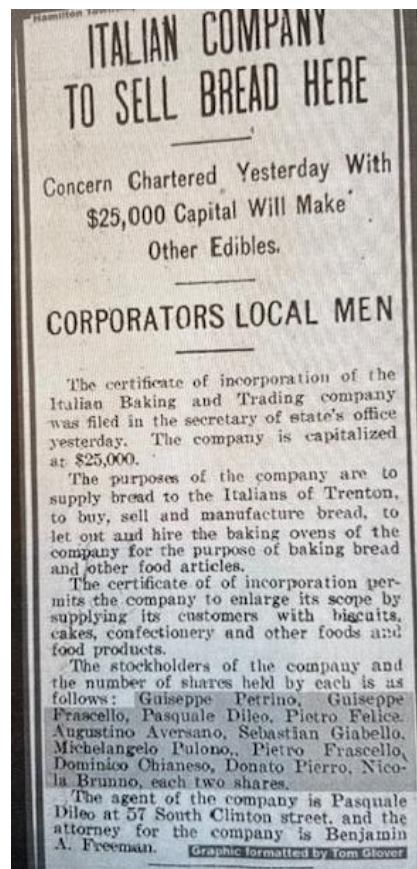 Hamilton
ITALIAN COMPANY
TO SELL BREAD HERE
Concern Chartered Yesterday With
$25,000 Capital Will Make
Other Edibles.
CORPORATORS LOCAL MEN
The certificate of incorporation of the
Italian Baking and Trading company
was filed in the secretary of state's office
yesterday. The company is capitalized
at $25,000.
The purposes of the company are to
supply bread to the Italians of Trenton,
to buy, sell and manufacture bread, to
let out and hire the baking ovens of the
company for the purpose of baking bread
and other food articles.
The certificate of of incorporation per-
mits the company to enlarge its scope by
supplying its customers with biscuits,
cakes, confectionery and other foods and
food products.
The stockholders of the company and
the number of shares held by each is as
follows: Guiseppe Petrino, Guiseppe
Frascello, Pasquale Dileo, Pietro Felice.
Augustino Aversano, Sebastian Giabello,
Michelangelo Pulono,, Pietro Frascello,
Dominico Chianeso, Donato Pierro, Nico-
la Brunno, each two shares.
The agent of the company is Pasquale
Dileo at 57 South Clinton street. and the
attorney for the company is Benjamin
A. Freeman.
Graphic formatted by Tom Glover